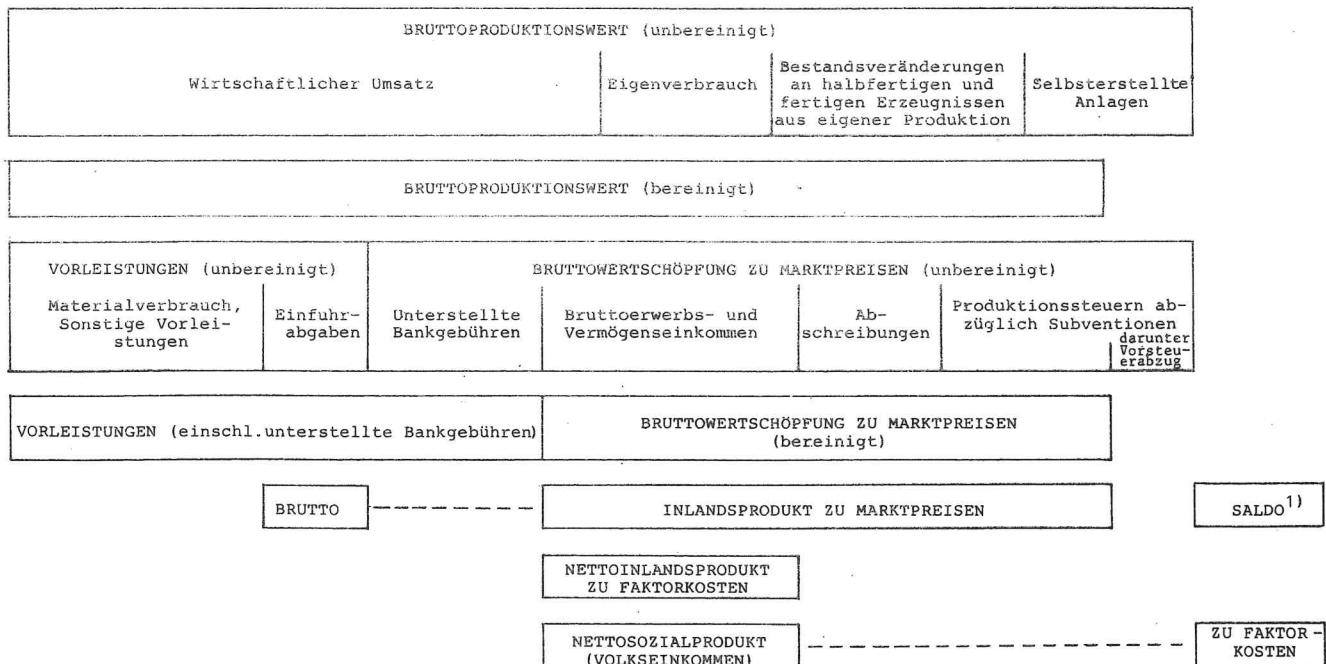 BRUTTOPRODUKTIONSWERT (unbereinigt)
Wirtschaftlicher Umsatz
Eigenverbrauch
Bestandsveränderungen
an halbfertigen und
fertigen Erzeugnissen
aus eigener Produktion
Selbsterstellte
Anlagen
BRUTTOPRODUKTIONSWERT (bereinigt)
VORLEISTUNGEN (unbereinigt)
BRUTTOWERTSCHÖPFUNG ZU MARKTPREISEN (unbereinigt)
Materialverbrauch,
Sonstige Vorlei-
stungen
Einfuhr-
abgaben
Unterstellte
Bankgebühren
Bruttoerwerbs- und
Vermögenseinkommen
Ab-
schreibungen
Produktionssteuern ab-
züglich Subventionen
darunter
Vorsteu-
erabzug
VORLEISTUNGEN (einschl.unterstellte Bankgebühren)
BRUTTOWERTSCHÖPFUNG ZU MARKTPREISEN
(bereinigt)
BRUTTO
INLANDSPRODUKT ZU MARKTPREISEN
SALDO1)
NETTOINLANDSPRODUKT
ZU FAKTORKOSTEN
NETTOSOZIALPRODUKT
(VOLKSEINKOMMEN)
ZU FAKTOR-
KOSTEN